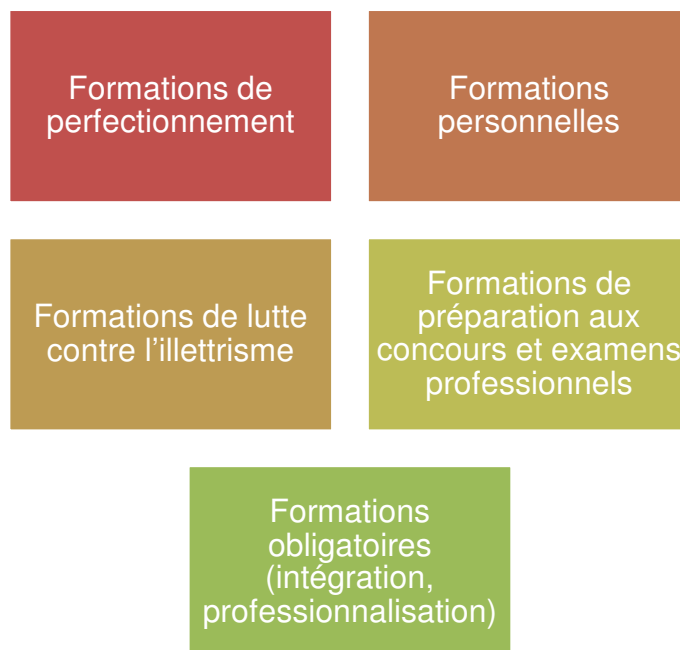 Formations de
perfectionnement
Formations
personnelles
Formations de lutte
contre l’illettrisme
Formations de
préparation aux
concours et examens
professionnels
Formations
obligatoires
(intégration,
professionnalisation)